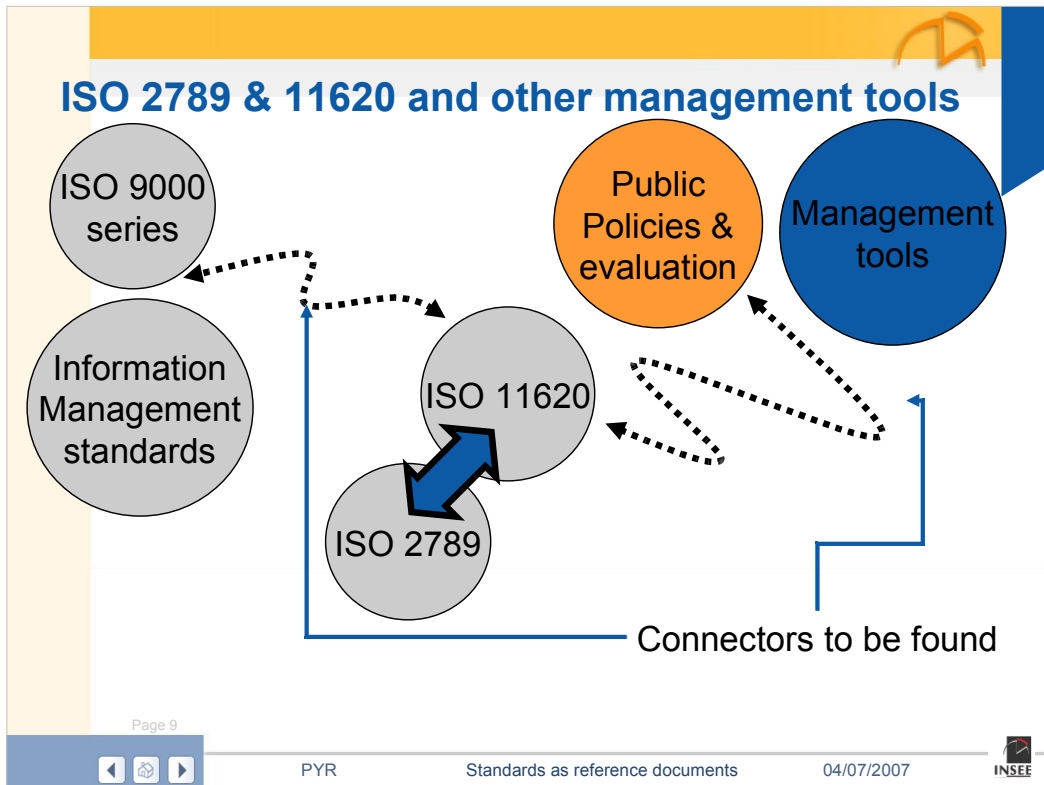 ISO 2789 & 11620 and other management tools
ISO 9000
series
Public
Policies &
evaluation
Management
tools
Information
Management
standards
ISO 11620
ISO 2789
Connectors to be found
Page 9
PYR
Standards as reference documents
04/07/2007
INSEE